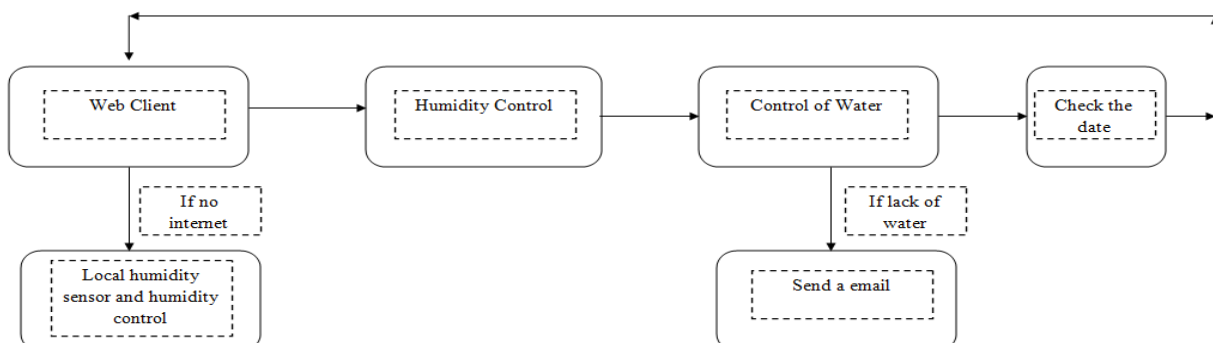 Web Client
Humidity Control
Control of Water
Check the
date
If no
internet
If lack of
water
Local humidity
sensor and humidity
control
Send a email